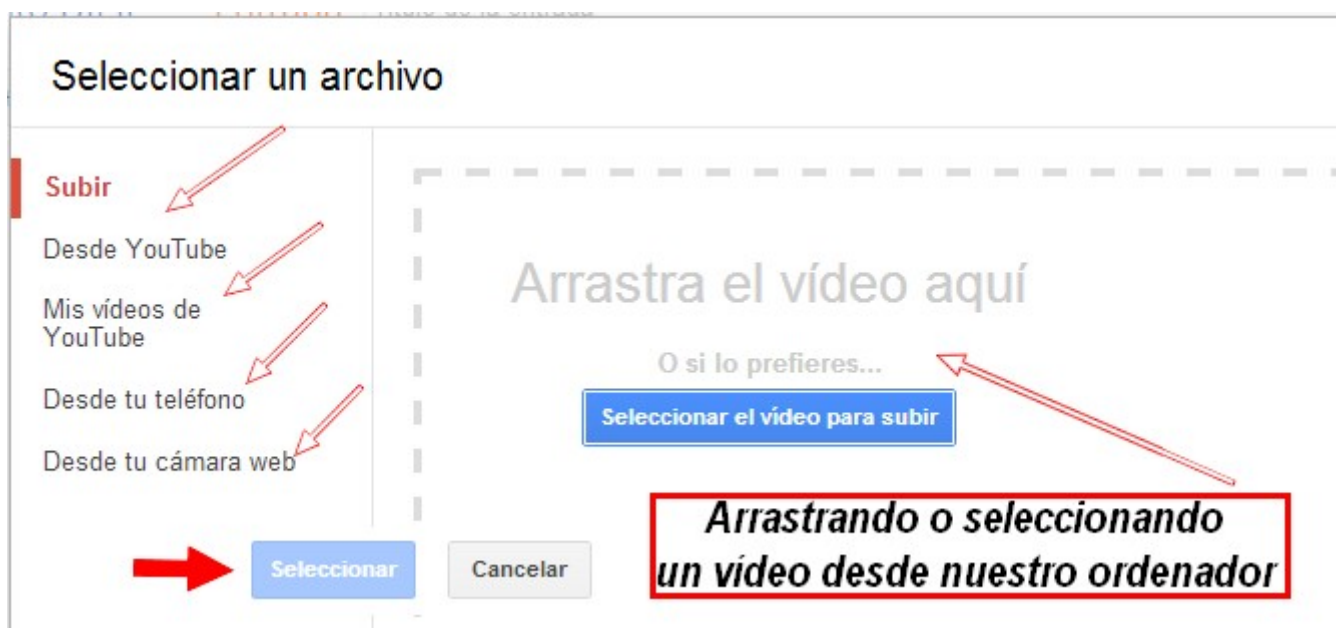 Seleccionar un archivo
Subir
Desde YouTube
Mis vídeos de
YouTube
Desde tu teléfono
Desde tu cámara web
Arrastra el vídeo aquí
O si lo prefieres...
Seleccionar el vídeo para subir
Arrastrando o seleccionando
un vídeo desde nuestro ordenador
Seleccionar
Cancelar